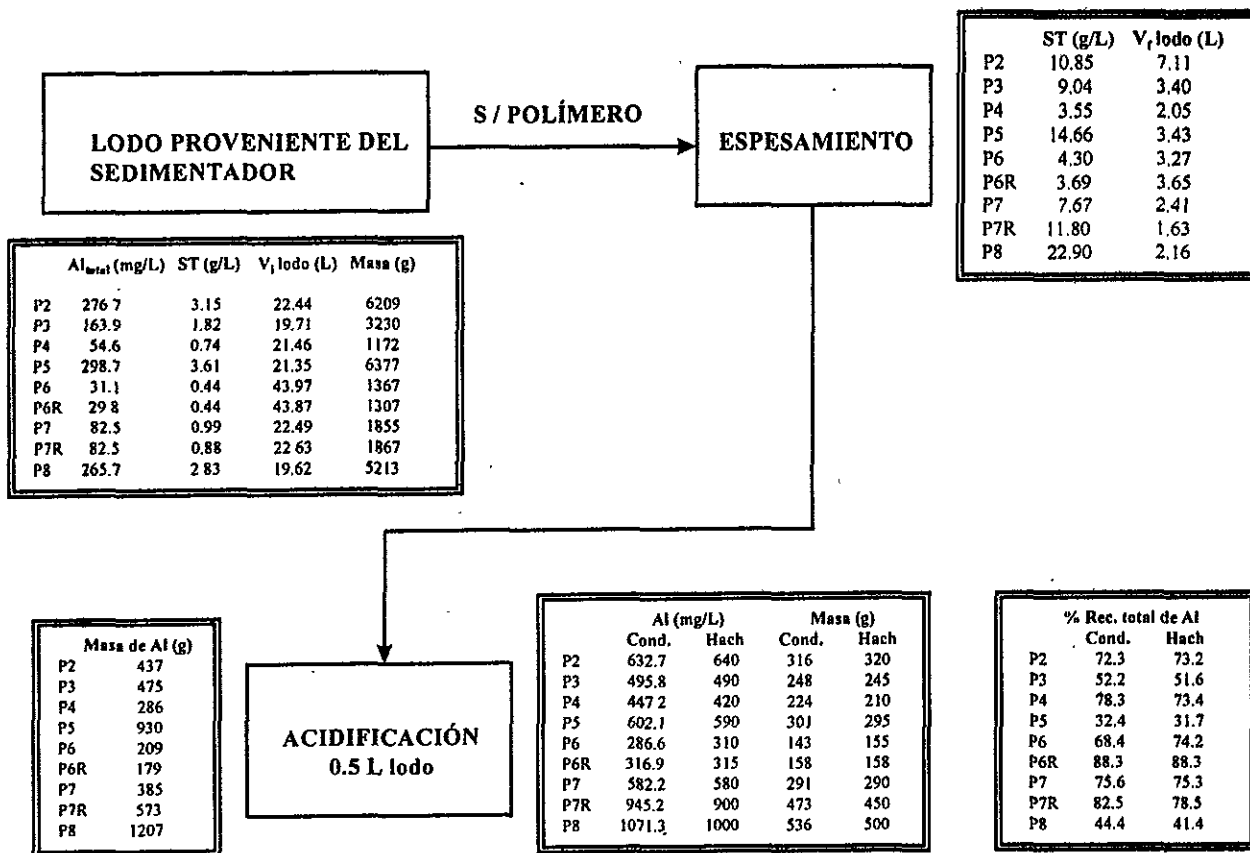 ST (g/L) Vf lodo (L)
P2 10.85 7.11
P3 9.04 3.40
P4 3.55 2.05
P5 14.66 3.43
P6 4.30 3.27
P6R 3.69 3.65
P7 7.67 2.41
P7R 11.80 1.63
P8 22.90 2.16
LODO PROVENIENTE DEL
SEDIMENTADOR
S / POLÍMERO
ESPESAMIENTO
Al total (mg/L) ST (g/L) Vi lodo (L) Masa (g)
P2 276 7 3.15 22.44 6209
P3 163.9 1.82 19.71 3230
P4 54.6 0.74 21.46 1172
P5 298.7 3.61 21.35 6377
P6 31.1 0.44 43.97 1367
P6R 29 8 0.44 43.87 1307
P7 82.5 0.99 22.49 1855
P7R 82.5 0.88 22 63 1867
P8 265.7 2 83 19.62 5213
Masa de Al (g)
P2 437
P3 475
P4 286
P5 930
P6 209
P6R 179
P7 385
P7R 573
P8 1207
ACIDIFICACIÓN
0.5 L lodo
Al (mg/L) Masa (g)
Cond. Hach Cond. Hach
P2 632.7 640 316 320
P3 495.8 490 248 245
P4 447 2 420 224 210
P5 602.1 590 301 295
P6 286.6 310 143 155
P6R 316.9 315 158 158
P7 582.2 580 291 290
P7R 945.2 900 473 450
P8 1071.3 1000 536 500
% Rec. total de Al
Cond. Hach
P2 72.3 73.2
P3 52.2 51.6
P4 78.3 73.4
P5 32.4 31.7
P6 68.4 74.2
P6R 88.3 88.3
P7 75.6 75.3
P7R 82.5 78.5
P8 44.4 41.4